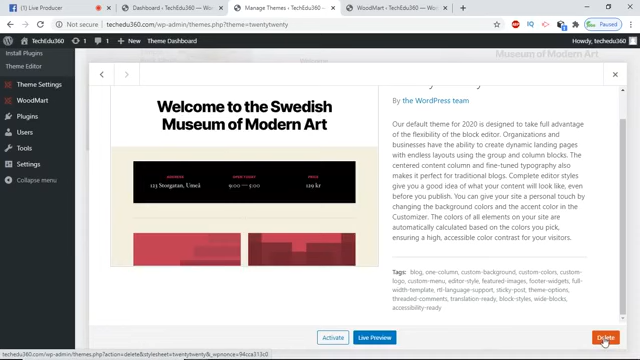 Live Producer
Dashboard ‹ TechEdu360 — Wo
Manage Themes ‹ TechEdu360 —
WoodMart ‹ TechEdu360 — WordP
Not secure | techedu360.com/wp-admin/themes.php?theme=twentytwenty
Paused
TechEdu360 0 New Theme Dashboard Howdy, TechEdu360
Install Plugins
Theme Editor
Theme Settings
WoodMart
Plugins
Users
Tools
Settings
Collapse menu
Museum of Modern Art
Welcome to the Swedish
Museum of Modern Art
ADDRESS OPEN TODAY PRICE
123 Storgatan, Umeå 9:00 — 5:00 129 kr
By the WordPress team
Our default theme for 2020 is designed to take full advantage
of the flexibility of the block editor. Organizations and
businesses have the ability to create dynamic landing pages
with endless layouts using the group and column blocks. The
centered content column and fine-tuned typography also
makes it perfect for traditional blogs. Complete editor styles
give you a good idea of what your content will look like, even
before you publish. You can give your site a personal touch by
changing the background colors and the accent color in the
Customizer. The colors of all elements on your site are
automatically calculated based on the colors you pick,
ensuring a high, accessible color contrast for your visitors.
Tags: blog, one-column, custom-background, custom-colors, custom-
logo, custom-menu, editor-style, featured-images, footer-widgets, full-
width-template, rtl-language-support, sticky-post, theme-options,
threaded-comments, translation-ready, block-styles, wide-blocks,
accessibility-ready
Activate
Live Preview
Delete
techedu360.com/wp-admin/themes.php?action=delete&stylesheet=twentytwenty&_wpnonce=94cca313c0